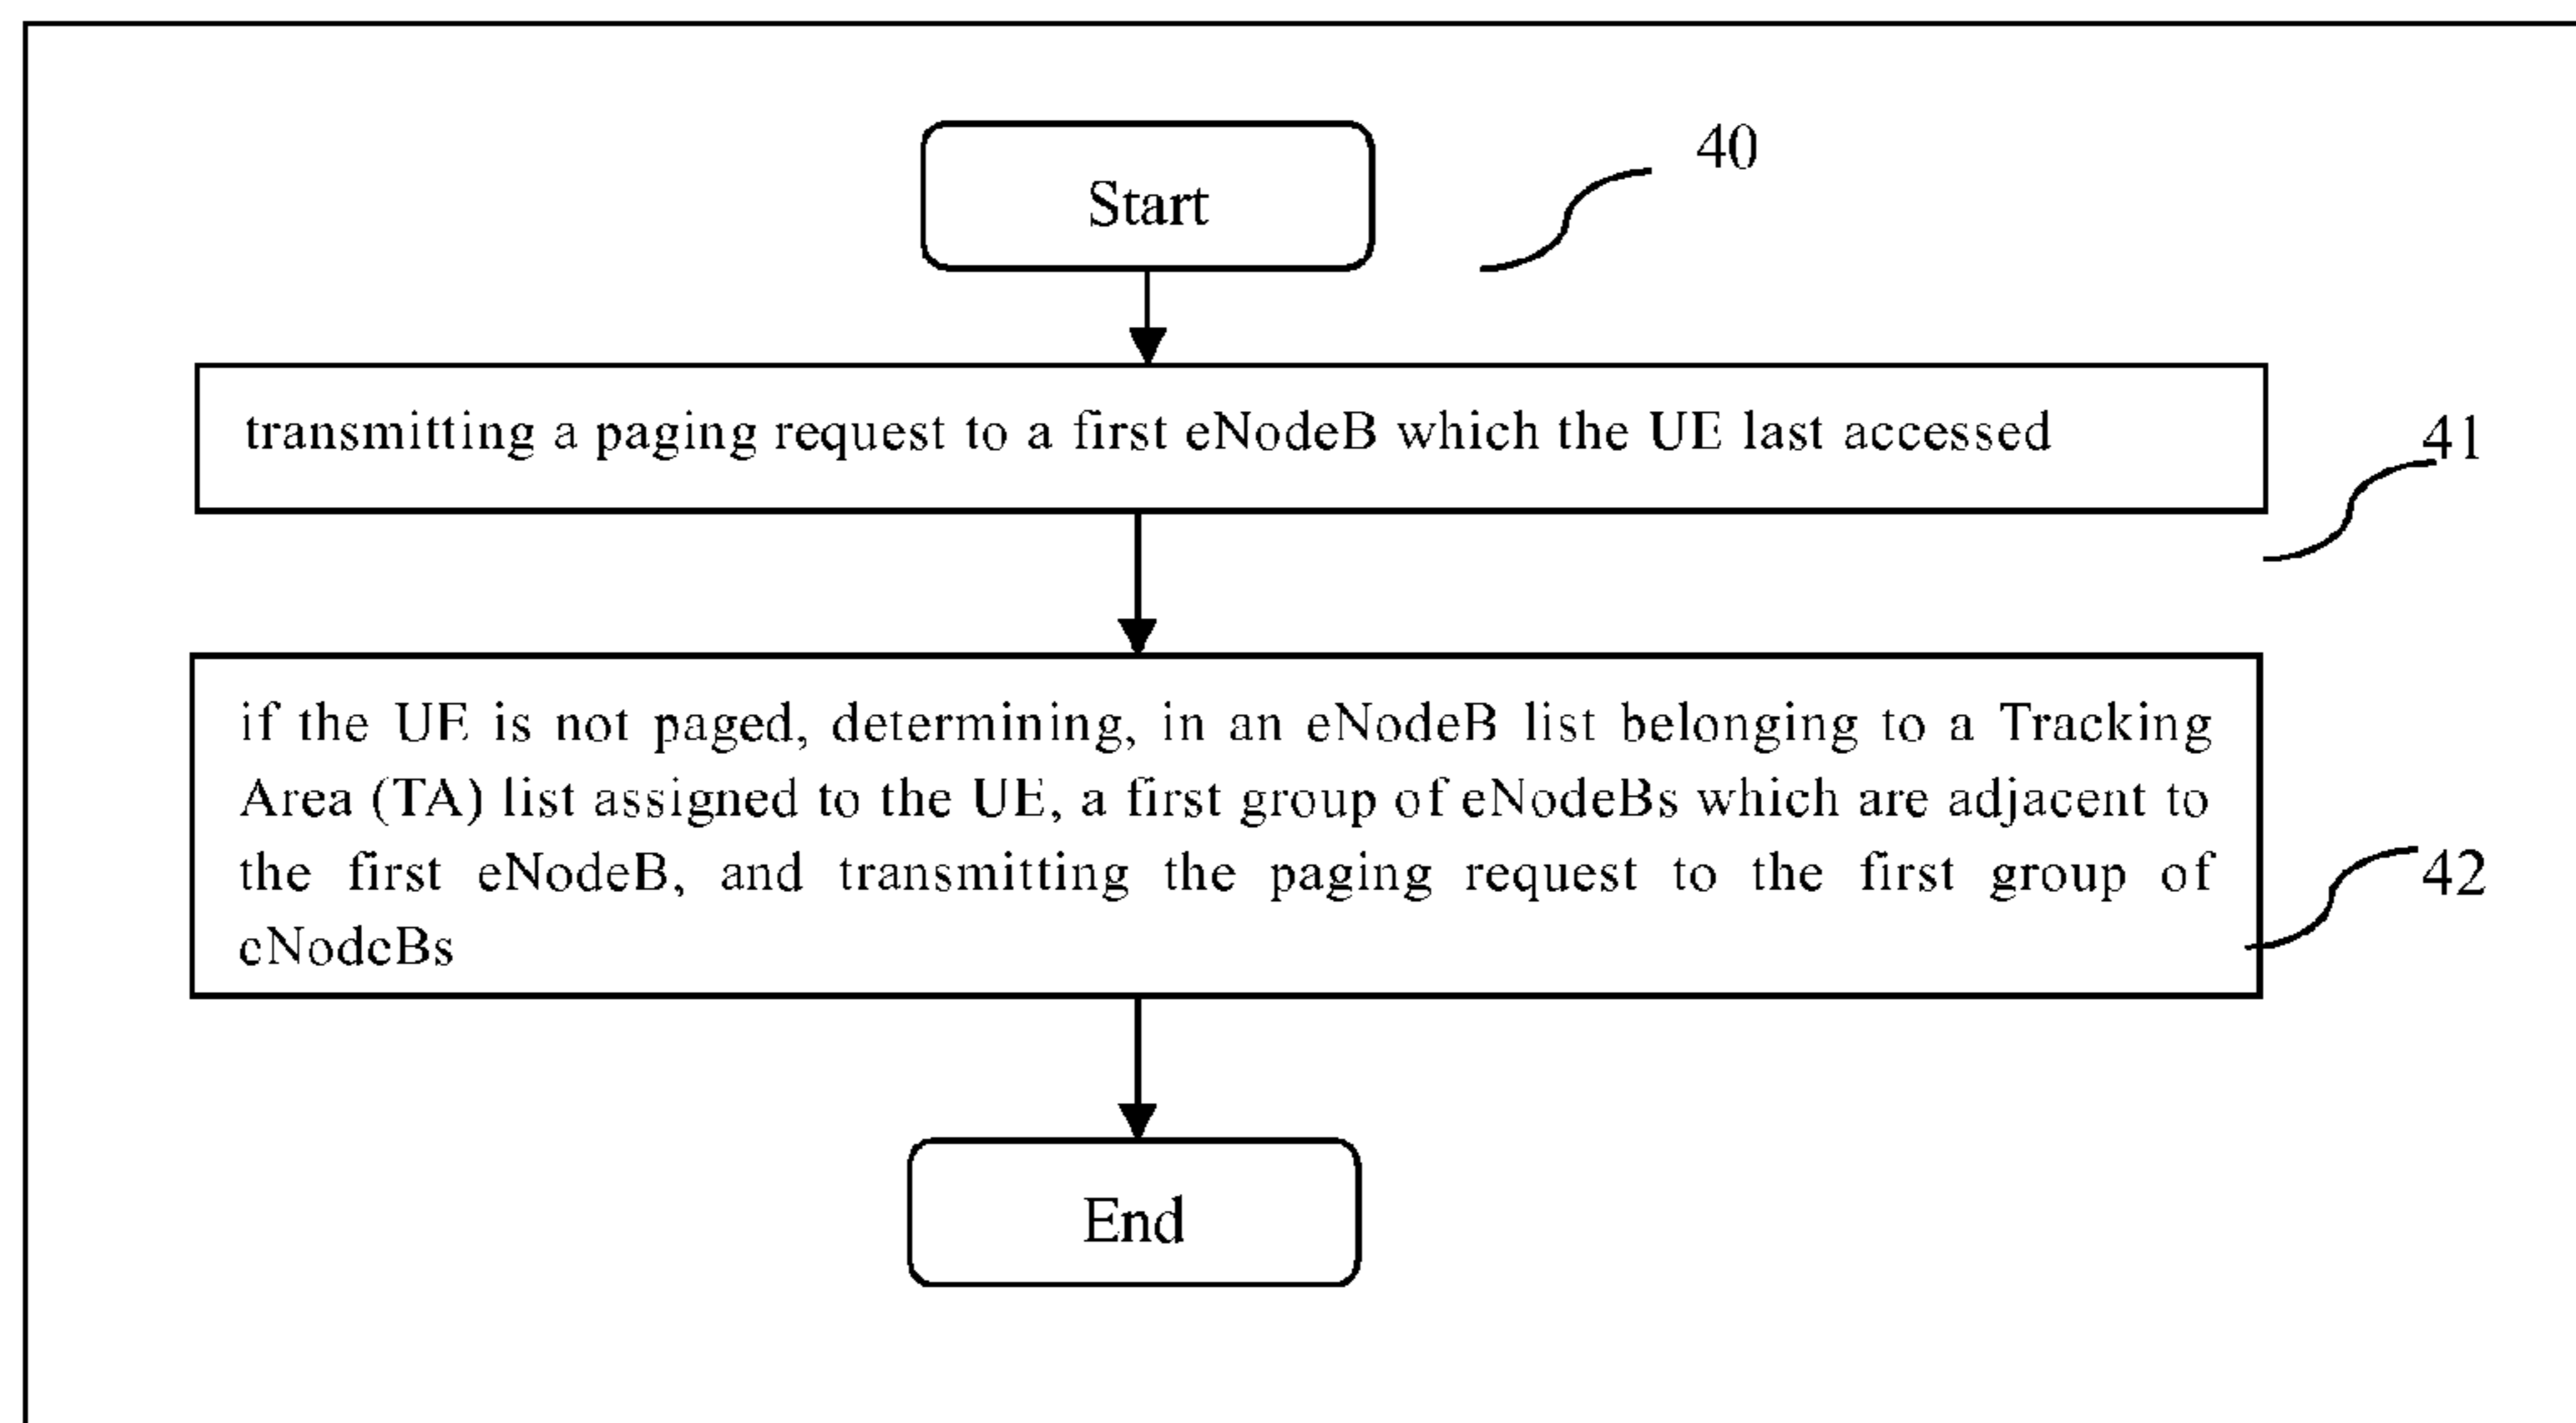 40
Start
transmitting a paging request to a first eNodeB which the UE last accessed
41
if the UE is not paged, determining, in an eNodeB list belonging to a Tracking
Area (TA) list assigned to the UE, a first group of eNodeBs which are adjacent to
the first eNodeB, and transmitting the paging request to the first group of
eNodeBs
42
End